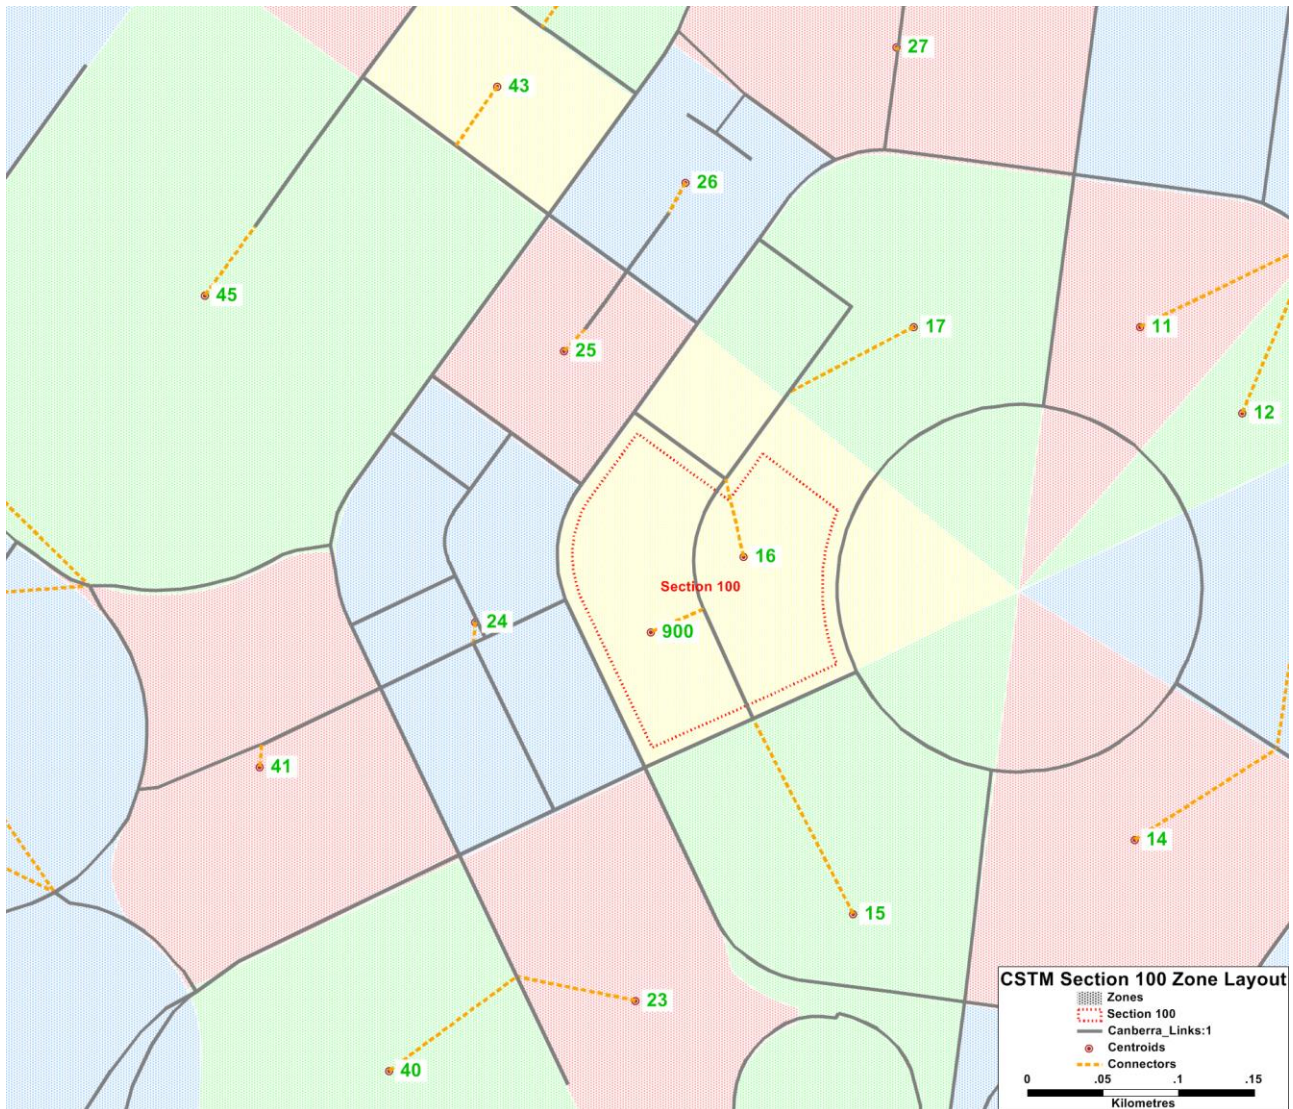 27
43
26
45
17
11
25
12
16
Section 100
24
900
41
14
15
23
40
CSTM Section 100 Zone Layout
Zones
Section 100
Canberra_Links:1
Centroids
Connectors
0 .05 .1 .15
Kilometres